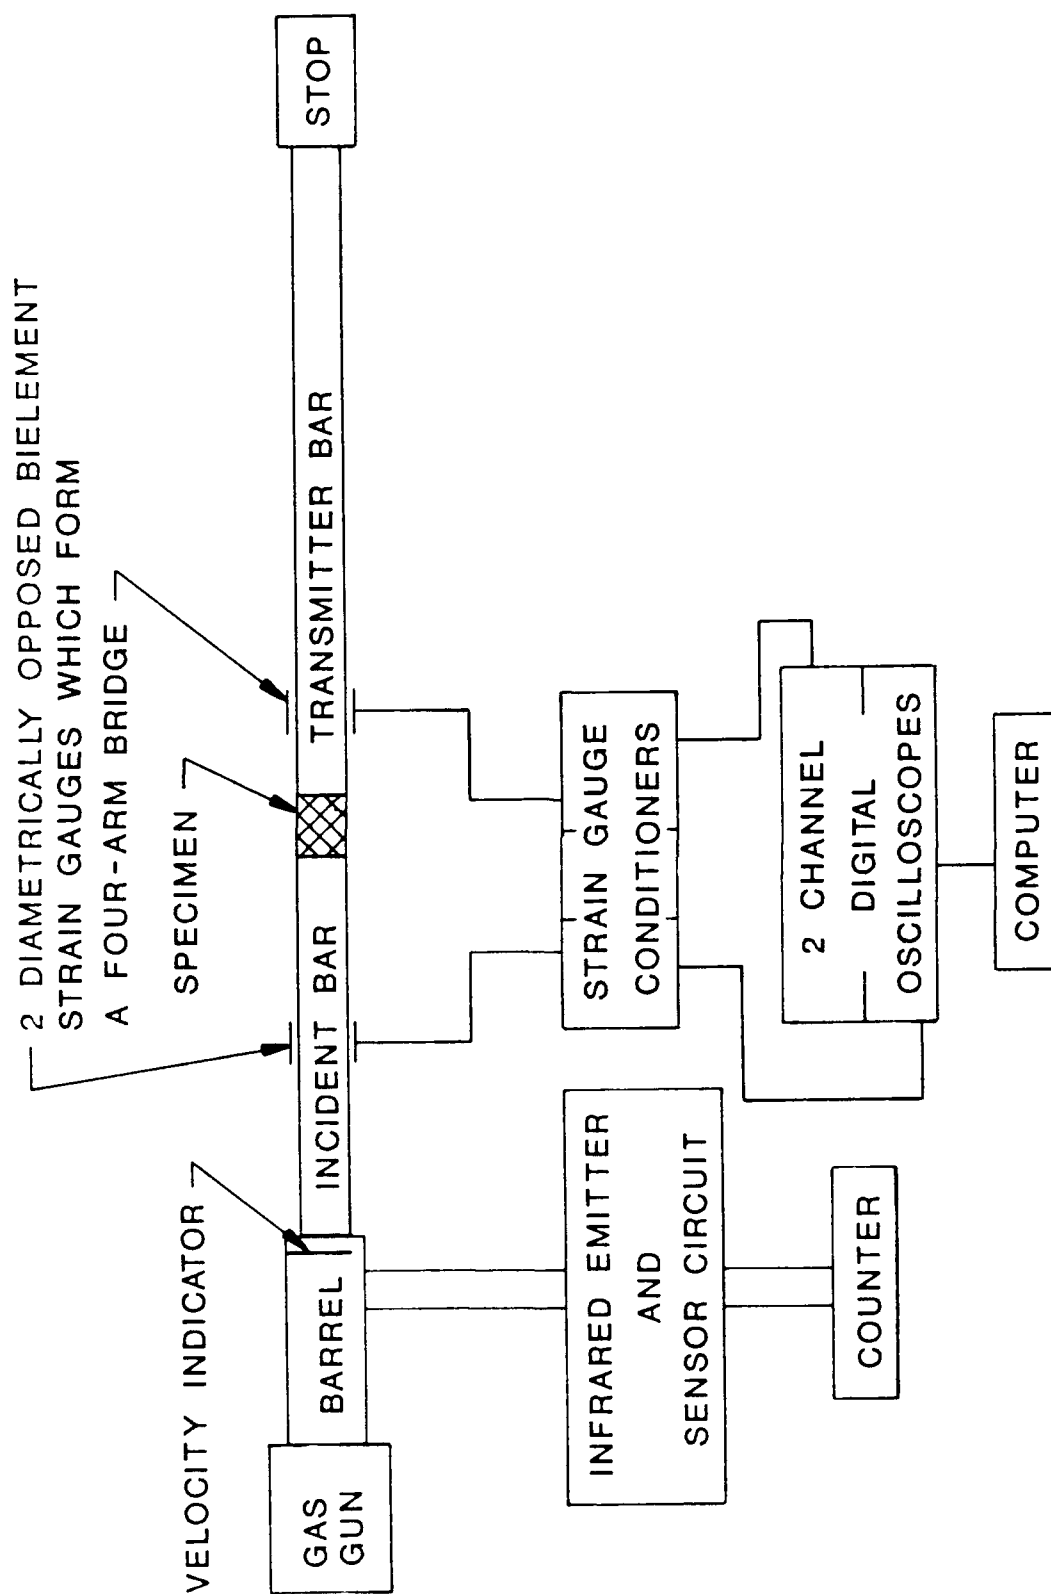 2 DIAMETRICALLY OPPOSED BIELEMENT
STRAIN GAUGES WHICH FORM
A FOUR-ARM BRIDGE
SPECIMEN
VELOCITY INDICATOR
GAS
GUN
BARREL
INCIDENT BAR
TRANSMITTER BAR
STOP
INFRARED EMITTER
AND
SENSOR CIRCUIT
COUNTER
STRAIN GAUGE
CONDITIONERS
2 CHANNEL
DIGITAL
OSCILLOSCOPES
COMPUTER